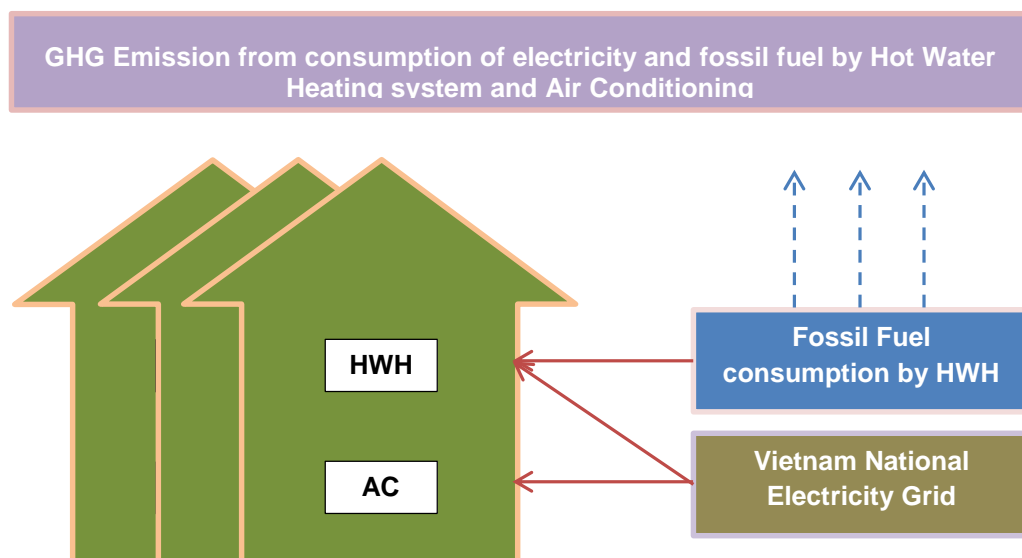 GHG Emission from consumption of electricity and fossil fuel by Hot Water
Heating system and Air Conditioning
HWH
AC
Fossil Fuel
consumption by HWH
Vietnam National
Electricity Grid